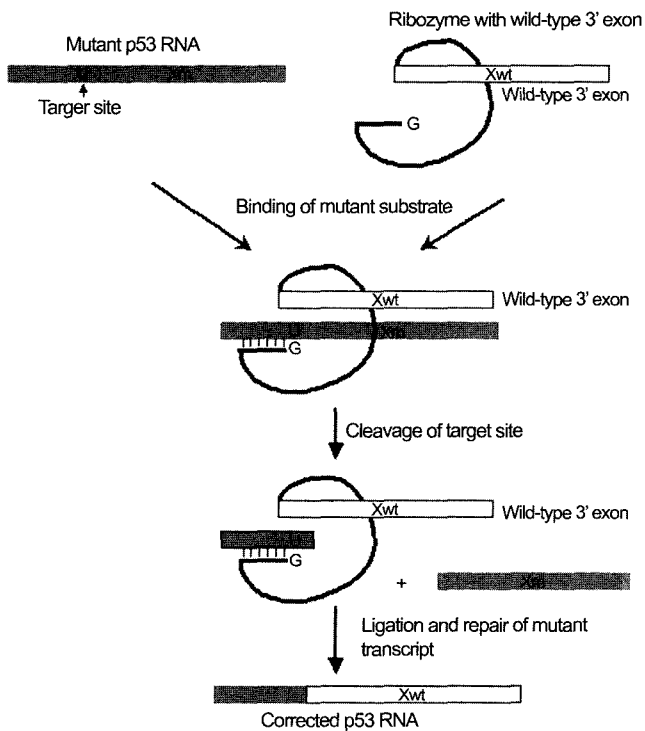 Ribozyme with wild-type 3' exon
Mutant p53 RNA
Xwt
Targer site
Wild-type 3' exon
G
Binding of mutant substrate
Xwt
Wild-type 3' exon
G
Cleavage of target site
Xwt
Wild-type 3' exon
G
+
Ligation and repair of mutant
transcript
Xwt
Corrected p53 RNA